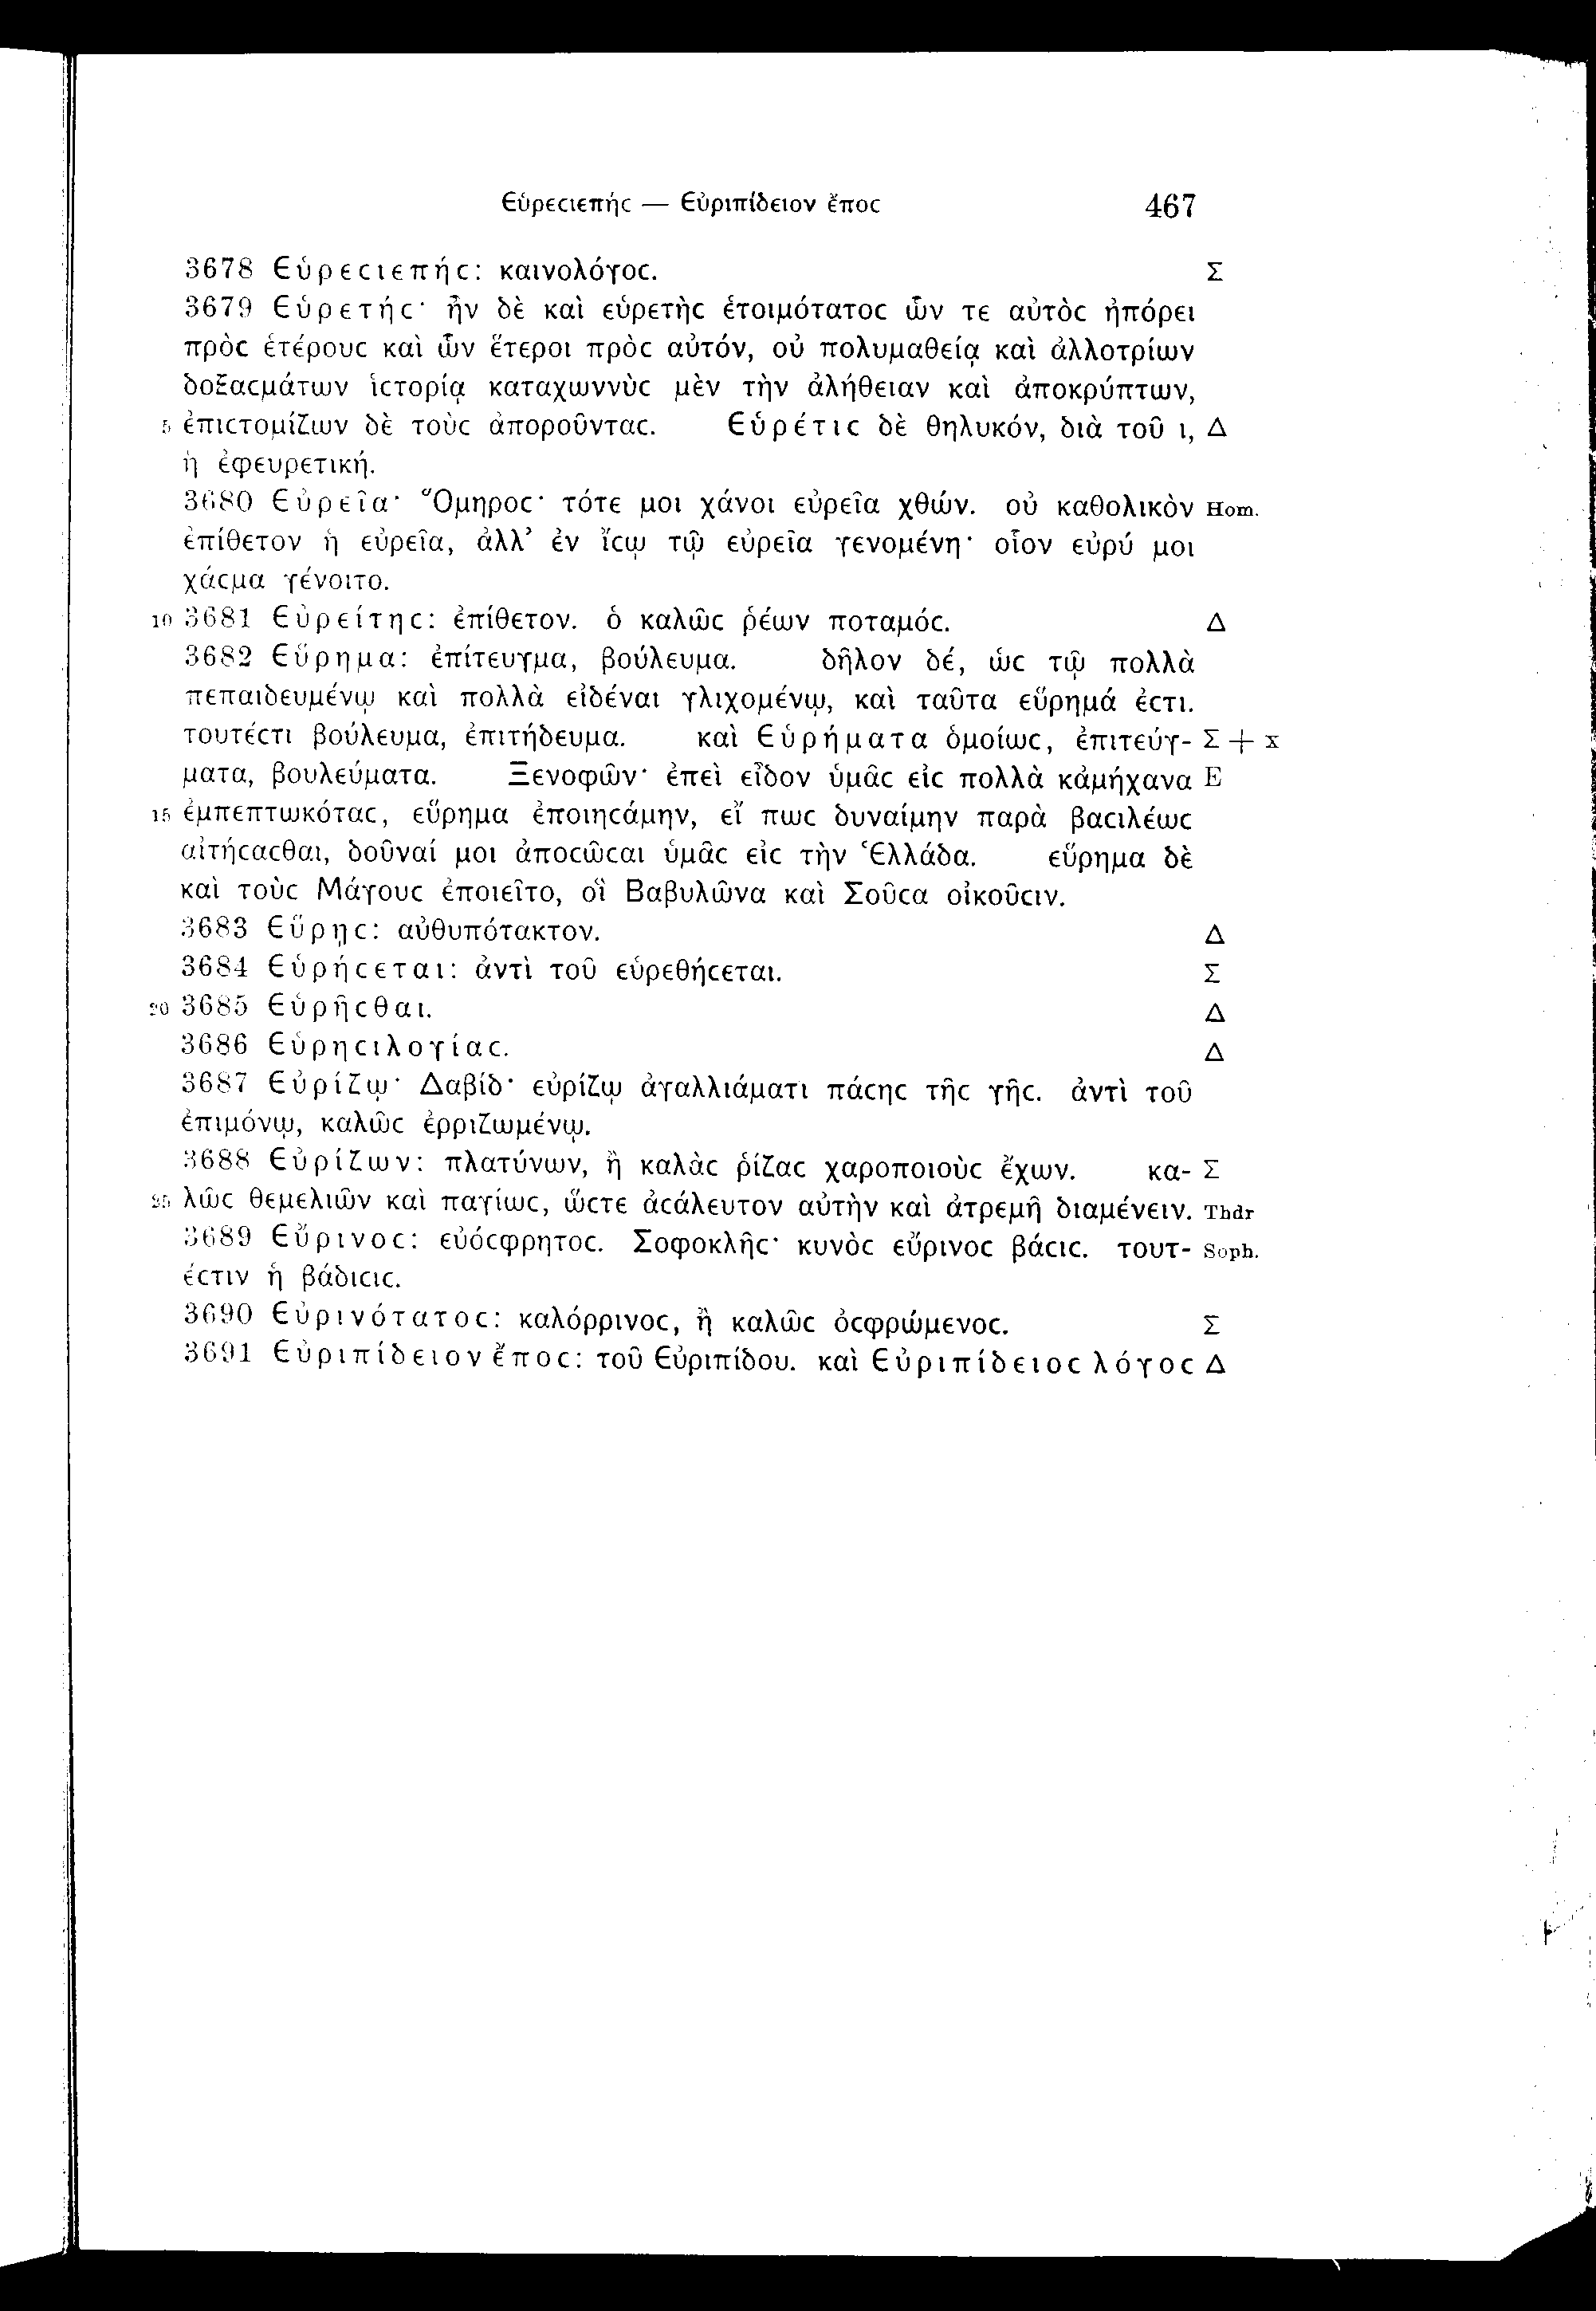 Εὑρεϲιεπήϲ — Εὐριπίδειον ἔποϲ 467
3678 Εὑρεϲιεπήϲ: καινολόγοϲ. Σ
3679 Εὑρετήϲ· ἦν δὲ καὶ εὑρετὴϲ ἑτοιμότατοϲ ὧν τε αὐτὸϲ ἠπόρει
πρὸϲ ἑτέρουϲ καὶ ὧν ἕτεροι πρὸϲ αὐτόν, οὐ πολυμαθείᾳ καὶ ἀλλοτρίων
δοξαϲμάτων ἱϲτορίᾳ καταχωννὺϲ μὲν τὴν ἀλήθειαν καὶ ἀποκρύπτων,
5 ἐπιϲτομίζων δὲ τοὺϲ ἀποροῦνταϲ. Εὑρέτιϲ δὲ θηλυκόν, διὰ τοῦ ι, Δ
ἡ ἐφευρετική.
3680 Εὐρεῖα· Ὅμηροϲ· τότε μοι χάνοι εὐρεῖα χθών. οὐ καθολικὸν Hom.
ἐπίθετον ἡ εὐρεῖα, ἀλλ’ ἐν ἴϲῳ τῷ εὐρεῖα γενομένη· οἷον εὐρύ μοι
χάϲμα γένοιτο.
10 3681 Εὐρείτηϲ: ἐπίθετον. ὁ καλῶϲ ῥέων ποταμόϲ. Δ
3682 Εὕρημα: ἐπίτευγμα, βούλευμα. δῆλον δέ, ὡϲ τῷ πολλὰ
πεπαιδευμένῳ καὶ πολλὰ εἰδέναι γλιχομένῳ, καὶ ταῦτα εὕρημά ἐϲτι.
τουτέϲτι βούλευμα, ἐπιτήδευμα. καὶ Εὑρήματα ὁμοίωϲ, ἐπιτεύγ- Σ + x
ματα, βουλεύματα. Ξενοφῶν· ἐπεὶ εἶδον ὑμᾶϲ εἰϲ πολλὰ κἀμήχανα E
15 ἐμπεπτωκόταϲ, εὕρημα ἐποιηϲάμην, εἴ πωϲ δυναίμην παρὰ βαϲιλέωϲ
αἰτήϲαϲθαι, δοῦναί μοι ἀποϲῶϲαι ὑμᾶϲ εἰϲ τὴν Ἑλλάδα. εὕρημα δὲ
καὶ τοὺϲ Μάγουϲ ἐποιεῖτο, οἳ Βαβυλῶνα καὶ Σοῦϲα οἰκοῦϲιν.
3683 Εὕρῃϲ: αὐθυπότακτον. Δ
3684 Εὑρήϲεται: ἀντὶ τοῦ εὑρεθήϲεται. Σ
20 3685 Εὑρῆϲθαι. Δ
3686 Εὑρηϲιλογίαϲ. Δ
3687 Εὐρίζῳ· Δαβίδ· εὐρίζῳ ἀγαλλιάματι πάϲηϲ τῆϲ γῆϲ. ἀντὶ τοῦ
ἐπιμόνῳ, καλῶϲ ἐρριζωμένῳ.
3688 Εὐρίζων: πλατύνων, ἢ καλὰϲ ῥίζαϲ χαροποιοὺϲ ἔχων. κα- Σ
25 λῶϲ θεμελιῶν καὶ παγίωϲ, ὥϲτε ἀϲάλευτον αὐτὴν καὶ ἀτρεμῆ διαμένειν. Thdr
3689 Εὔρινοϲ: εὐόϲφρητοϲ. Σοφοκλῆϲ· κυνὸϲ εὔρινοϲ βάϲιϲ. τουτ- Soph.
έϲτιν ἡ βάδιϲιϲ.
3690 Εὐρινότατοϲ: καλόρρινοϲ, ἢ καλῶϲ ὀϲφρώμενοϲ. Σ
3691 Εὐριπίδειον ἔποϲ: τοῦ Εὐριπίδου. καὶ Εὐριπίδειοϲ λόγοϲ Δ